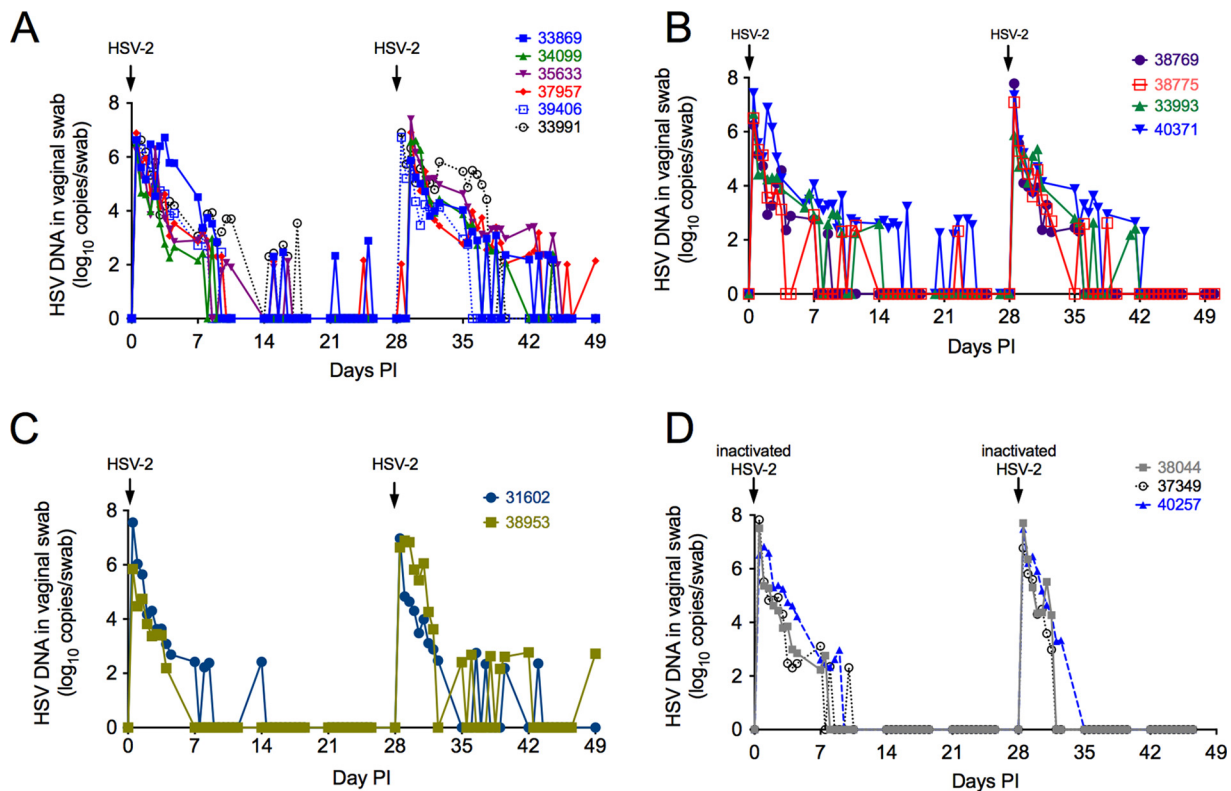 A
HSV-2
HSV-2
33869
34099
35633
37957
39406
33991
HSV DNA in vaginal swab
(log10 copies/swab)
8
6
4
2
0
0 7 14 21 28 35 42 49
Days PI
B
HSV-2
HSV-2
38769
38775
33993
40371
HSV DNA in vaginal swab
(log10 copies/swab)
8
6
4
2
0
0 7 14 21 28 35 42 49
Days PI
C
HSV-2
HSV-2
31602
38953
HSV DNA in vaginal swab
(log10 copies/swab)
8
6
4
2
0
0 7 14 21 28 35 42 49
Day PI
D
inactivated
HSV-2
inactivated
HSV-2
38044
37349
40257
HSV DNA in vaginal swab
(log10 copies/swab)
8
6
4
2
0
0 7 14 21 28 35 42 49
Days PI